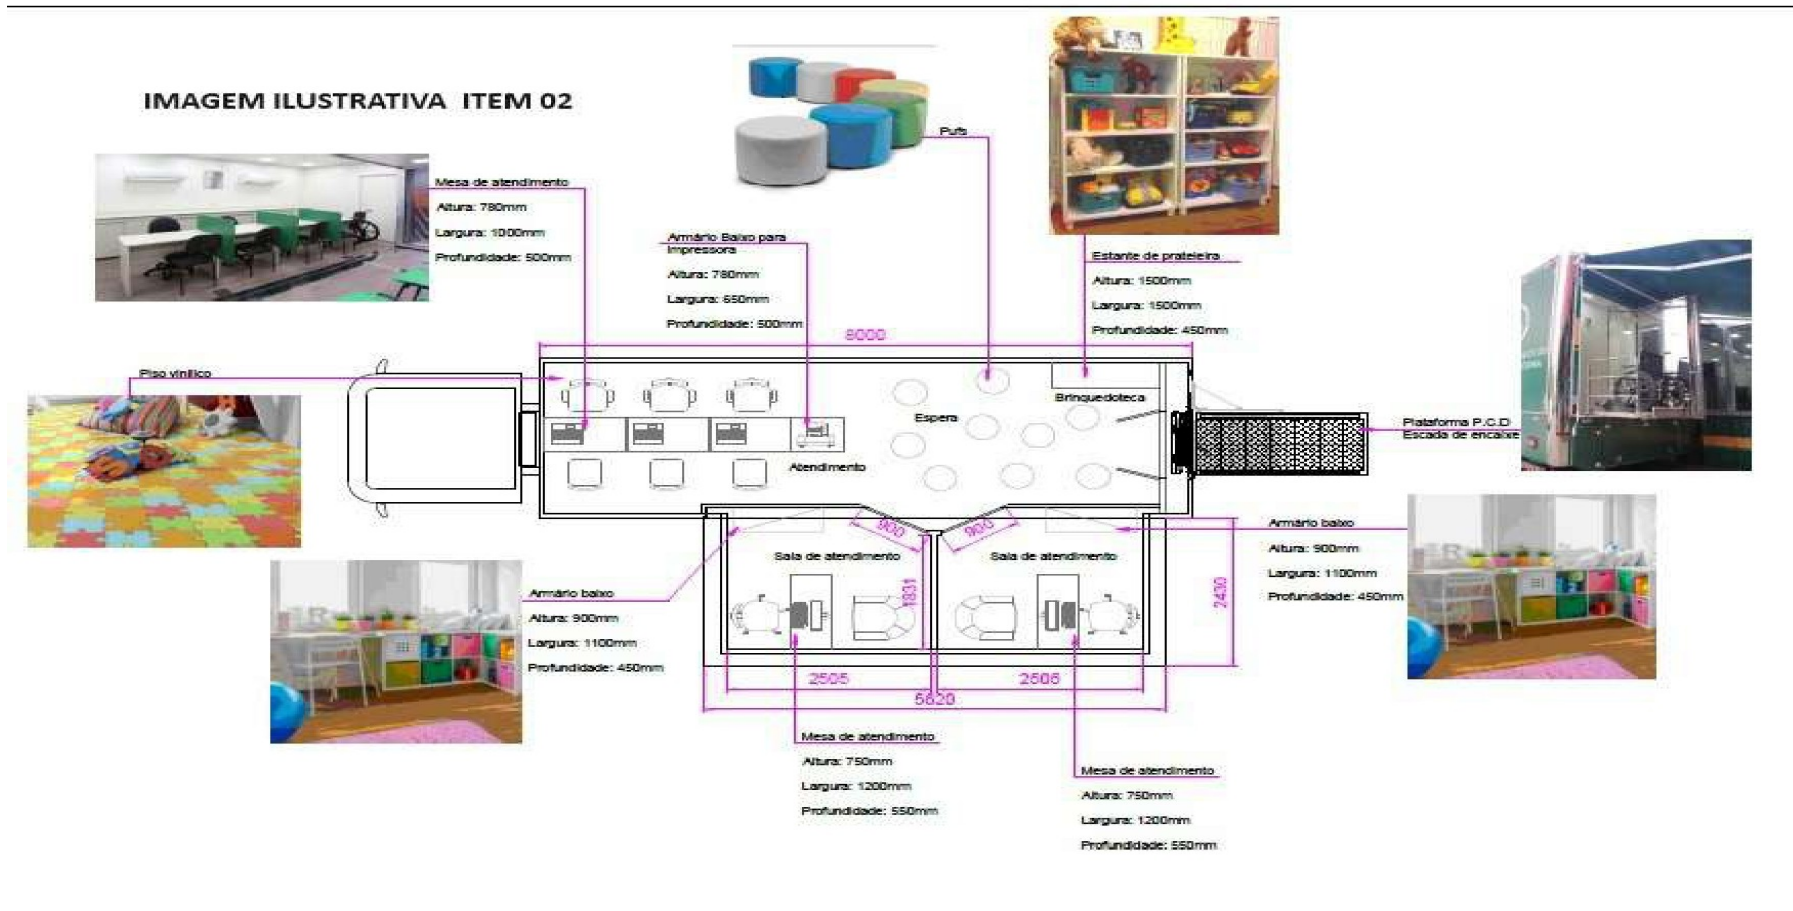 IMAGEM ILUSTRATIVA ITEM 02
Pufs
Mesa de atendimento
Altura: 780mm
Largura: 1000mm
Profundidade: 500mm
Armário Baixo para
Impressora
Altura: 780mm
Largura: 650mm
Profundidade: 500mm
Estante de prateleira
Altura: 1500mm
Largura: 1500mm
Profundidade: 450mm
8000
Piso vinílico
Brinquedoteca
Espera
Atendimento
Plataforma P.C.D
Escada de encaixe
900
900
Sala de atendimento
Sala de atendimento
1831
2430
Armário baixo
Altura: 900mm
Largura: 1100mm
Profundidade: 450mm
Armário baixo
Altura: 900mm
Largura: 1100mm
Profundidade: 450mm
2505
2506
5620
Mesa de atendimento
Altura: 750mm
Largura: 1200mm
Profundidade: 550mm
Mesa de atendimento
Altura: 750mm
Largura: 1200mm
Profundidade: 550mm